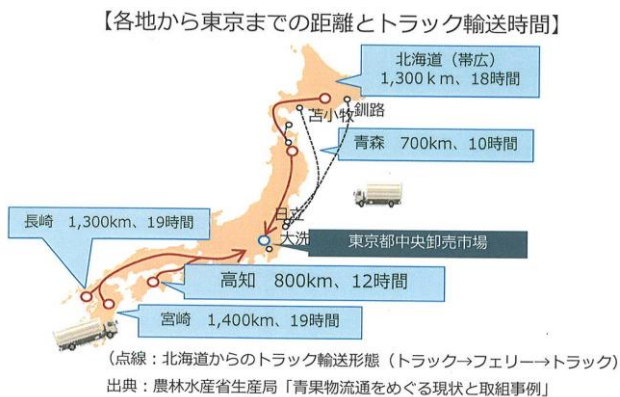 【各地から東京までの距離とトラック輸送時間】
北海道（帯広）
1,300ｋｍ、18時間
釧路
苫小牧
青森　700km、10時間
日立
大洗
長崎　1,300km、19時間
東京都中央卸売市場
高知　800km、12時間
宮崎　1,400km、19時間
（点線：北海道からのトラック輸送形態（トラック→フェリー→トラック）
出典：農林水産省生産局「青果物流通をめぐる現状と取組事例」